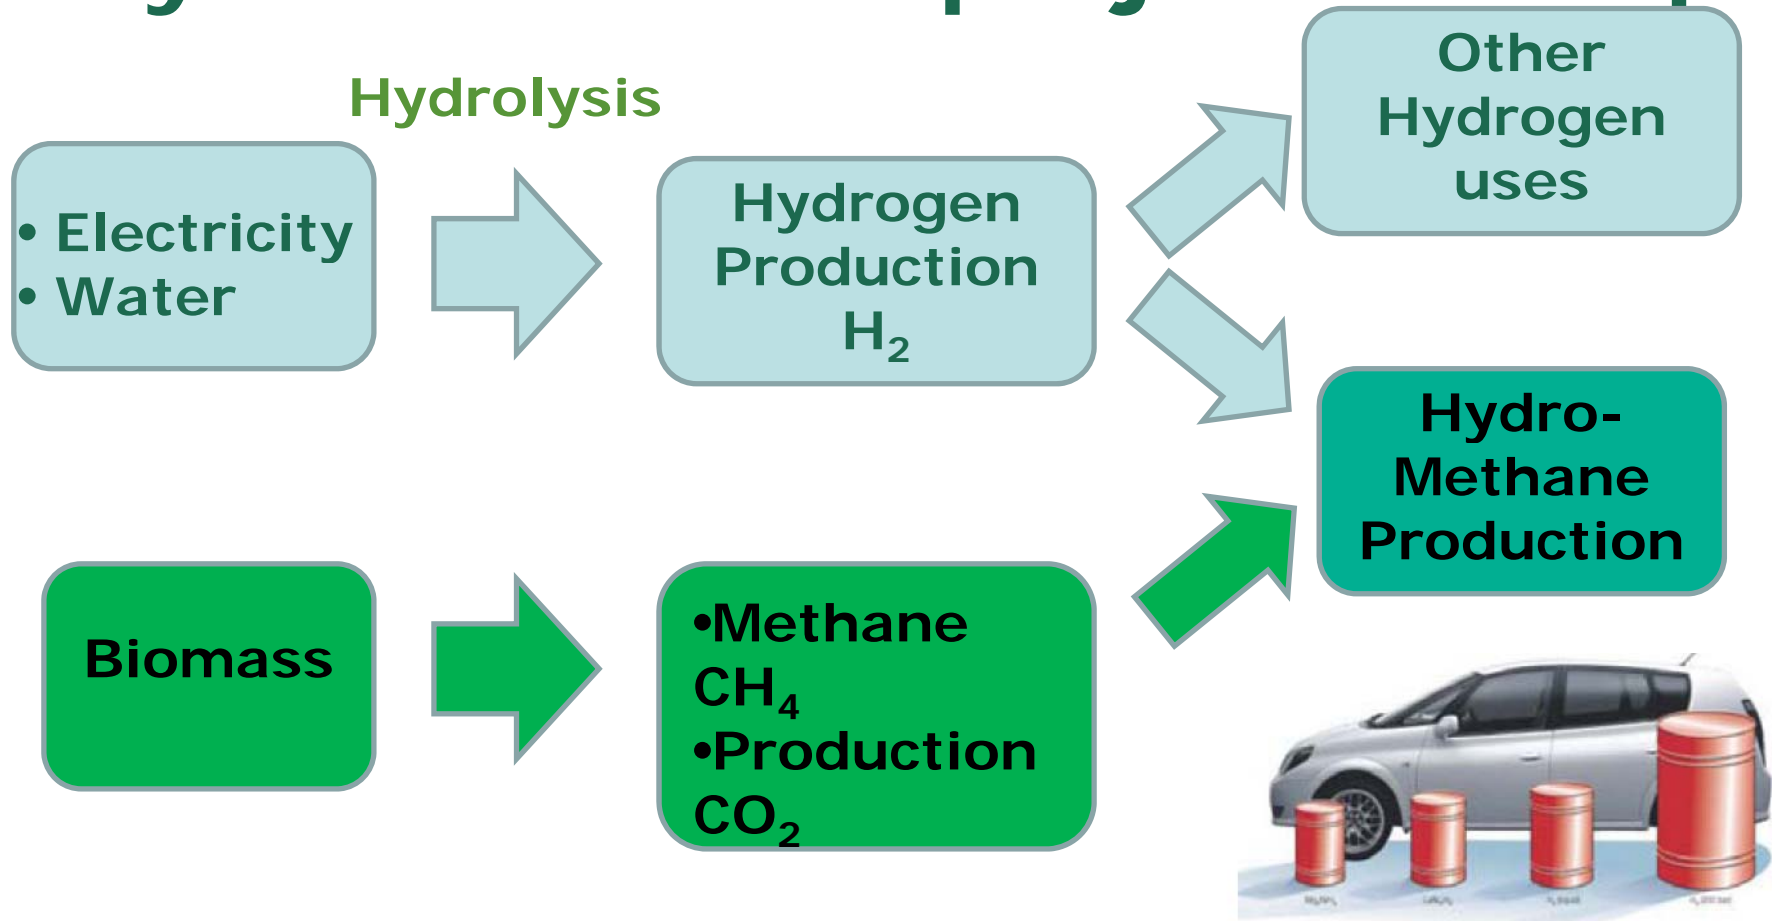 Hydrolysis
• Electricity
• Water
Hydrogen
Production
H₂
Other
Hydrogen
uses
Hydro-
Methane
Production
Biomass
•Methane
CH₄
•Production
CO₂